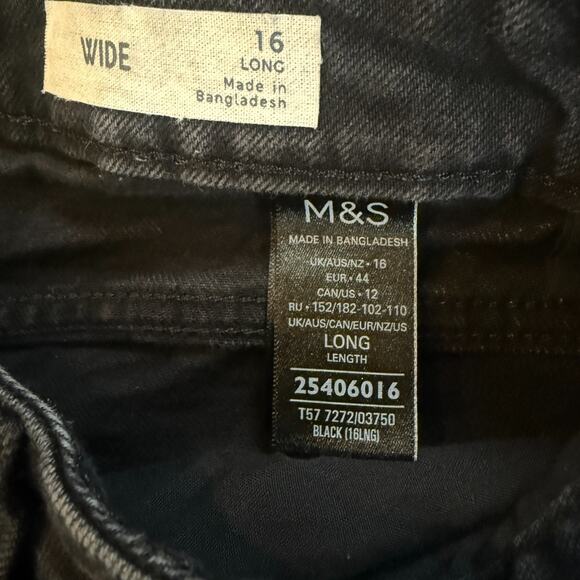 WIDE
16
LONG
Made in
Bangladesh
M&S
MADE IN BANGLADESH
UK/AUS/NZ • 16
EUR • 44
CAN/US • 12
RU • 152/182-102-110
UK/AUS/CAN/EUR/NZ/US
LONG
LENGTH
25406016
T57 7272/03750
BLACK (16LNG)